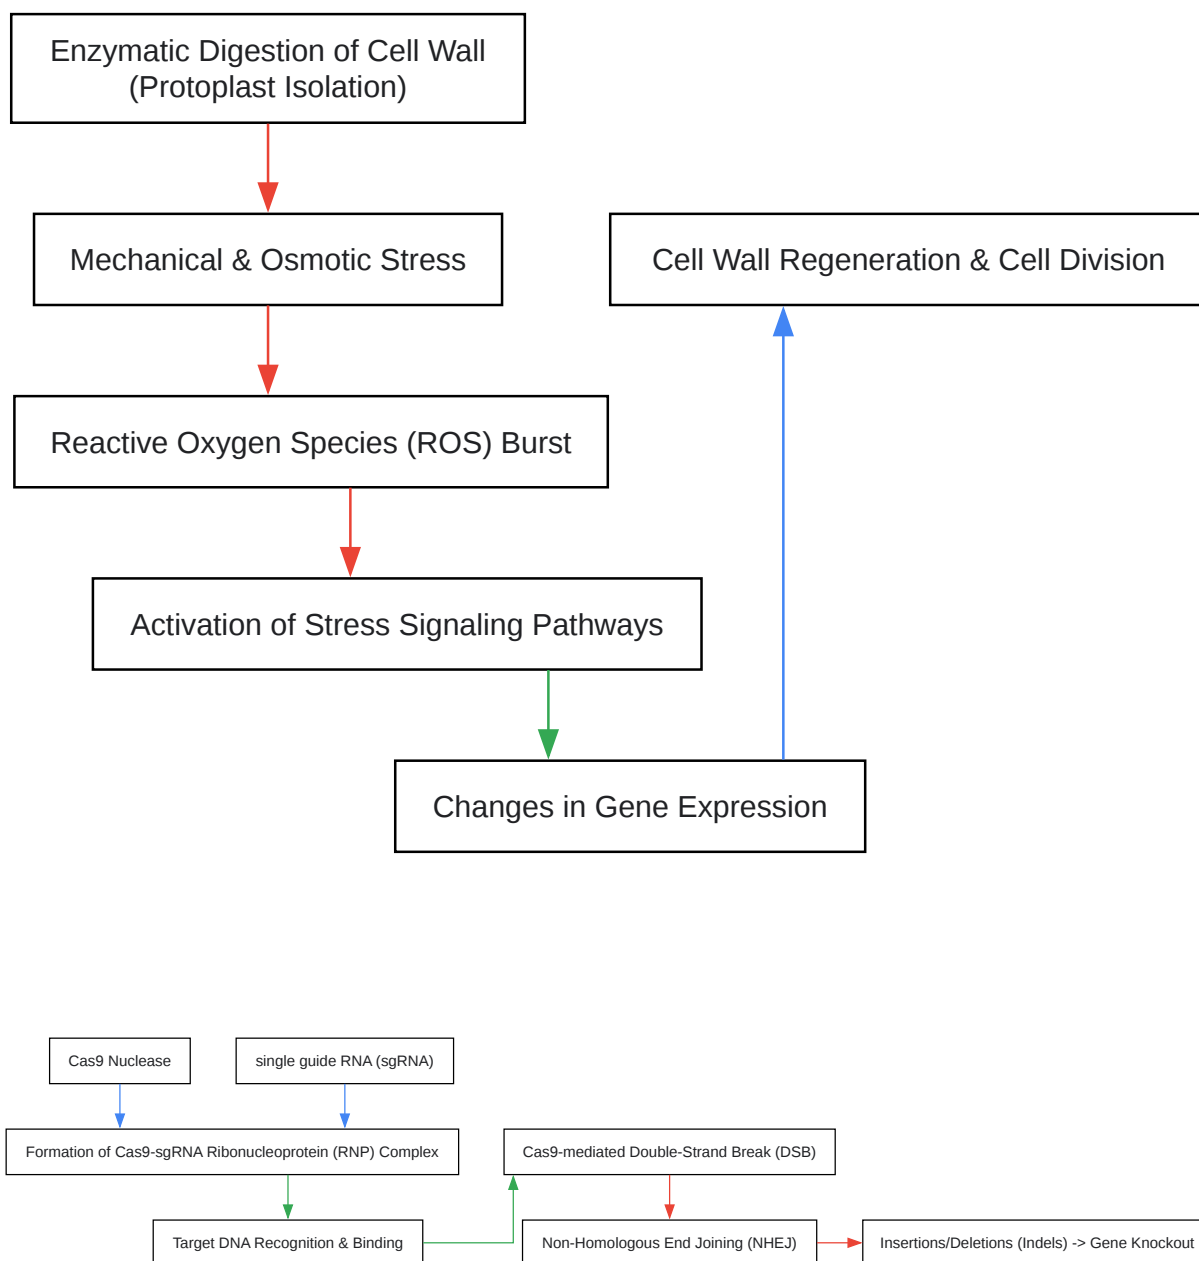 Enzymatic Digestion of Cell Wall
(Protoplast Isolation)
Mechanical & Osmotic Stress
Cell Wall Regeneration & Cell Division
Reactive Oxygen Species (ROS) Burst
Activation of Stress Signaling Pathways
Changes in Gene Expression
Cas9 Nuclease
single guide RNA (sgRNA)
Formation of Cas9-sgRNA Ribonucleoprotein (RNP) Complex
Cas9-mediated Double-Strand Break (DSB)
Target DNA Recognition & Binding
Non-Homologous End Joining (NHEJ)
Insertions/Deletions (Indels) -> Gene Knockout